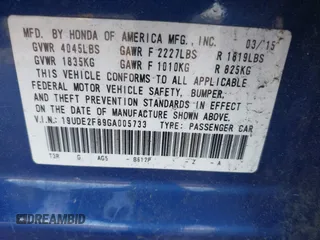 MFD. BY HONDA OF AMERICA MFG., INC. 03/15
GVWR 4045LBS GAWR F 2227LBS R 1819LBS
GVWR 1835KG GAWR F 1010KG R 825KG
THIS VEHICLE CONFORMS TO ALL APPLICABLE
FEDERAL MOTOR VEHICLE SAFETY, BUMPER,
AND THEFT PREVENTION STANDARDS IN EFFECT
ON THE DATE OF MANUFACTURE SHOWN ABOVE.
V.I.N.: 19UDE2F89GA005733 TYPE: PASSENGER CAR
G AG5 Z A
DREAMBID